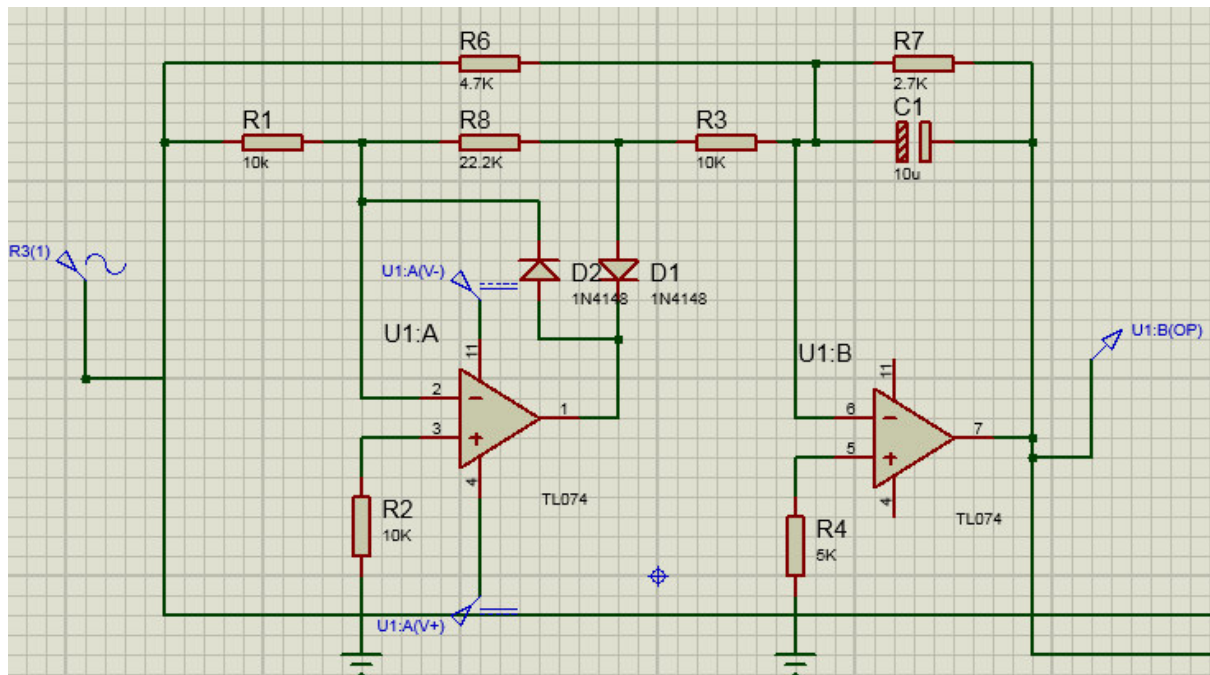 R6
4.7K
R7
2.7K
R1
10k
R8
22.2K
R3
10K
C1
10u
R3(1)
U1:A(V-)
D2
1N4148
D1
1N4148
U1:A
11
2
3
1
4
TL074
U1:B
11
6
5
7
4
TL074
U1:B(OP)
R2
10K
R4
5K
U1:A(V+)